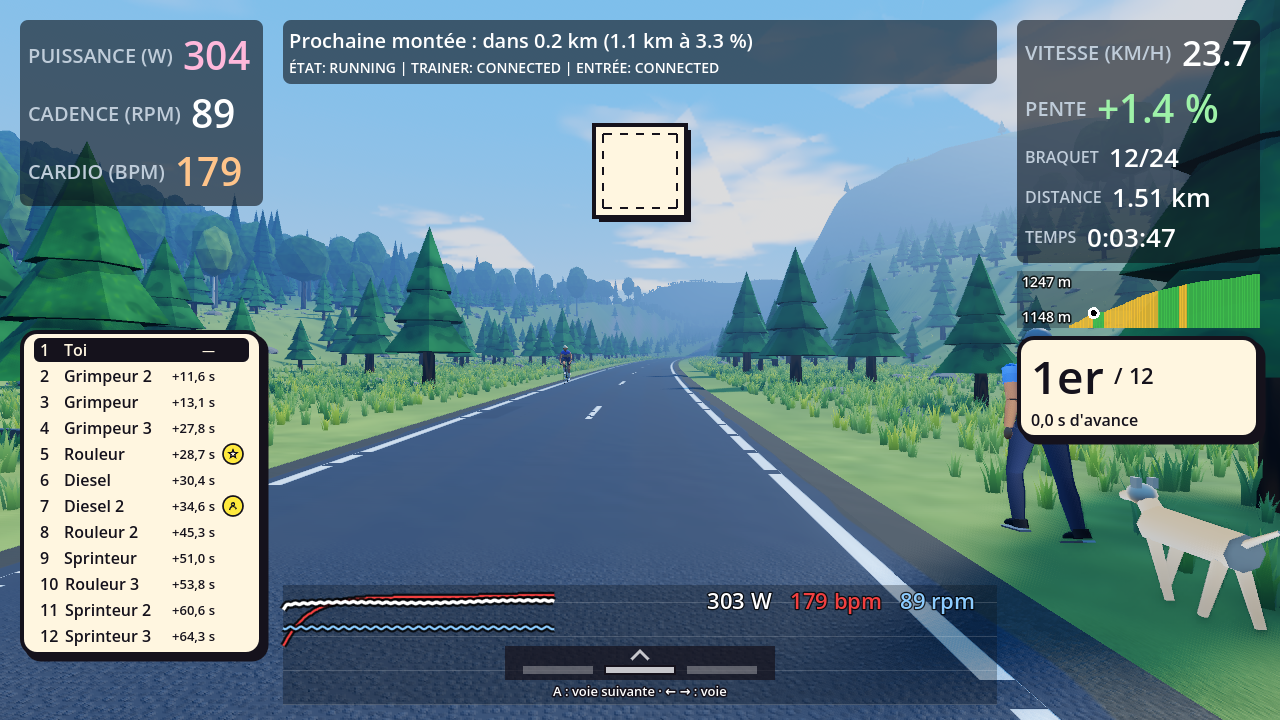 PUISSANCE (W) 304
CADENCE (RPM) 89
CARDIO (BPM) 179
Prochaine montée : dans 0.2 km (1.1 km à 3.3 %)
ÉTAT: RUNNING | TRAINER: CONNECTED | ENTRÉE: CONNECTED
VITESSE (KM/H) 23.7
PENTE +1.4 %
BRAQUET 12/24
DISTANCE 1.51 km
TEMPS 0:03:47
1247 m
1148 m
1er / 12
0,0 s d'avance
1 Toi —
2 Grimpeur 2 +11,6 s
3 Grimpeur +13,1 s
4 Grimpeur 3 +27,8 s
5 Rouleur +28,7 s
6 Diesel +30,4 s
7 Diesel 2 +34,6 s
8 Rouleur 2 +45,3 s
9 Sprinteur +51,0 s
10 Rouleur 3 +53,8 s
11 Sprinteur 2 +60,6 s
12 Sprinteur 3 +64,3 s
303 W 179 bpm 89 rpm
A : voie suivante · ← → : voie